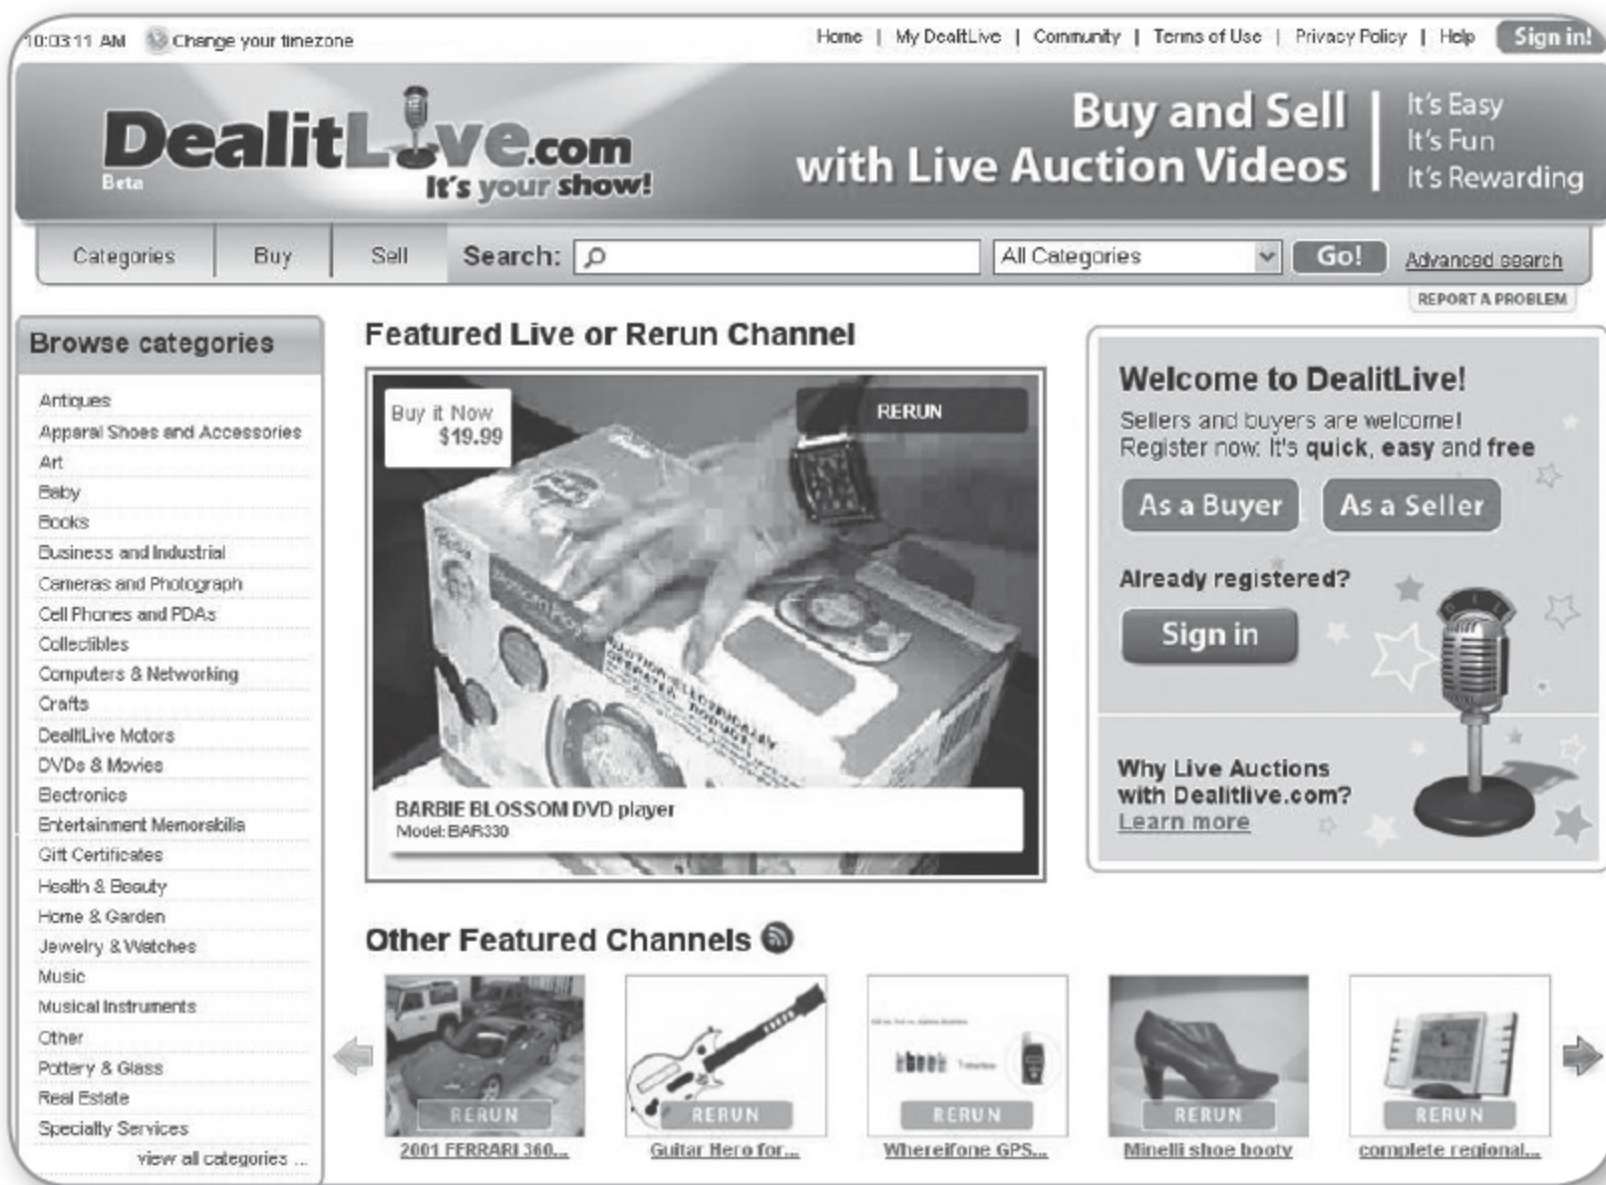 10:03:11 AM Change your timezone
Home | My DealitLive | Community | Terms of Use | Privacy Policy | Help Sign in!
DealitLive.com
Beta
It's your show!
Buy and Sell
with Live Auction Videos
It's Easy
It's Fun
It's Rewarding
Categories Buy Sell Search: All Categories Go! Advanced search
REPORT A PROBLEM
Browse categories
Antiques
Apparal Shoes and Accessories
Art
Baby
Books
Business and Industrial
Cameras and Photograph
Cell Phones and PDAs
Collectibles
Computers & Networking
Crafts
DealitLive Motors
DVDs & Movies
Electronics
Entertainment Memorabilia
Gift Certificates
Health & Beauty
Home & Garden
Jewelry & Watches
Music
Musical Instruments
Other
Pottery & Glass
Real Estate
Specialty Services
view all categories ...
Featured Live or Rerun Channel
Buy it Now
$19.99
RERUN
CAUTION-ELECTRICALLY
OPERATED
PRODUCT
BARBIE BLOSSOM DVD player
Model: BAR330
Welcome to DealitLive!
Sellers and buyers are welcome!
Register now. It's quick, easy and free
As a Buyer As a Seller
Already registered?
Sign in
DIL
Why Live Auctions
with Dealitlive.com?
Learn more
Other Featured Channels
RERUN
2001 FERRARI 360...
RERUN
Guitar Hero for...
RERUN
Whereifone GPS...
RERUN
Minelli shoe booty
RERUN
complete regional...